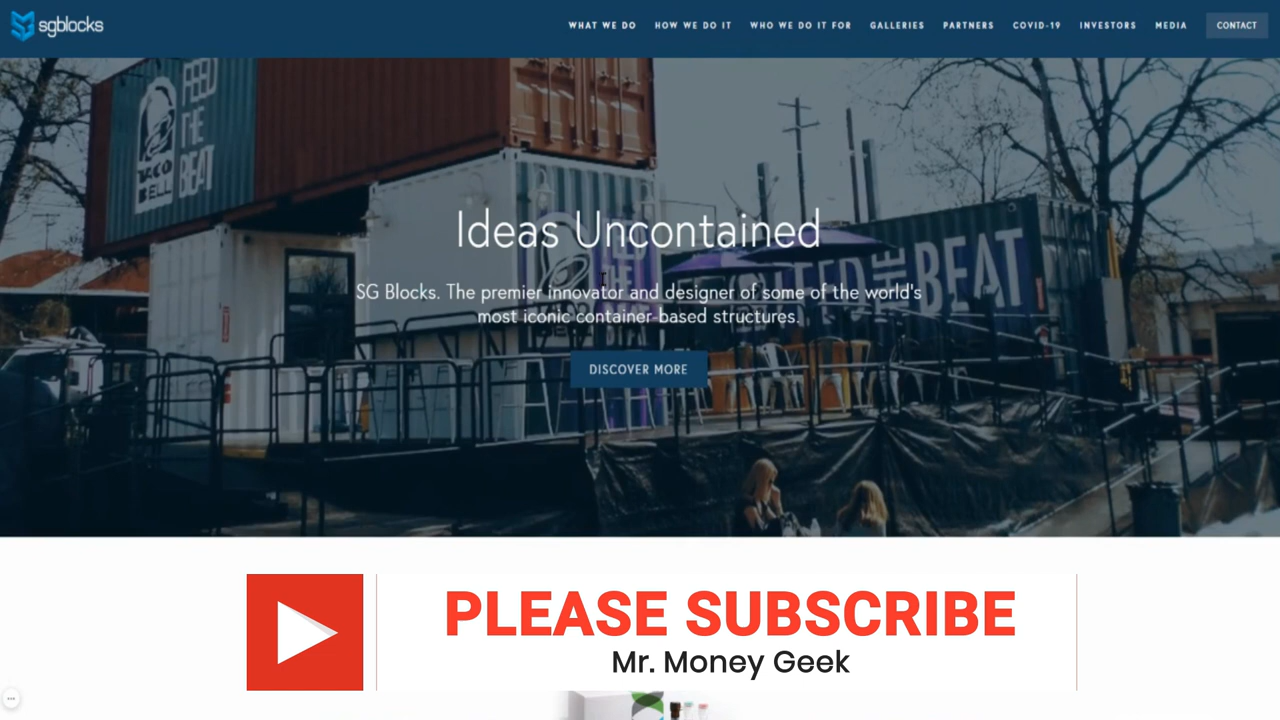 sgblocks
WHAT WE DO HOW WE DO IT WHO WE DO IT FOR GALLERIES PARTNERS COVID-19 INVESTORS MEDIA CONTACT
FEED
THE
BEAT
TACO
BELL
Ideas Uncontained
THE
BEAT
SG Blocks. The premier innovator and designer of some of the world's
most iconic container-based structures.
DISCOVER MORE
PLEASE SUBSCRIBE
Mr. Money Geek